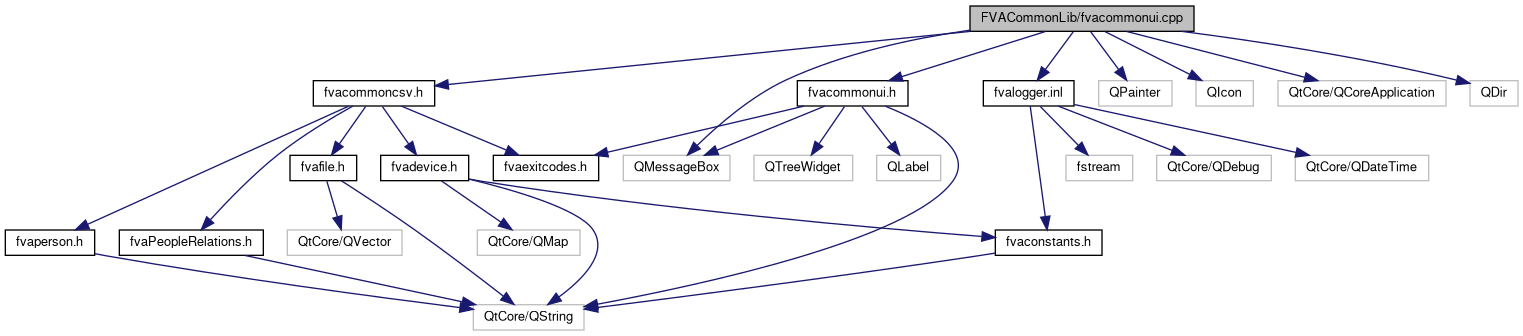 FVACommonLib/fvacommonui.cpp
fvacommoncsv.h
fvacommonui.h
fvalogger.inl
QPainter
QIcon
QtCore/QCoreApplication
QDir
fvafile.h
fvadevice.h
fvaexitcodes.h
QMessageBox
QTreeWidget
QLabel
fstream
QtCore/QDebug
QtCore/QDateTime
fvaperson.h
fvaPeopleRelations.h
QtCore/QVector
QtCore/QMap
fvaconstants.h
QtCore/QString